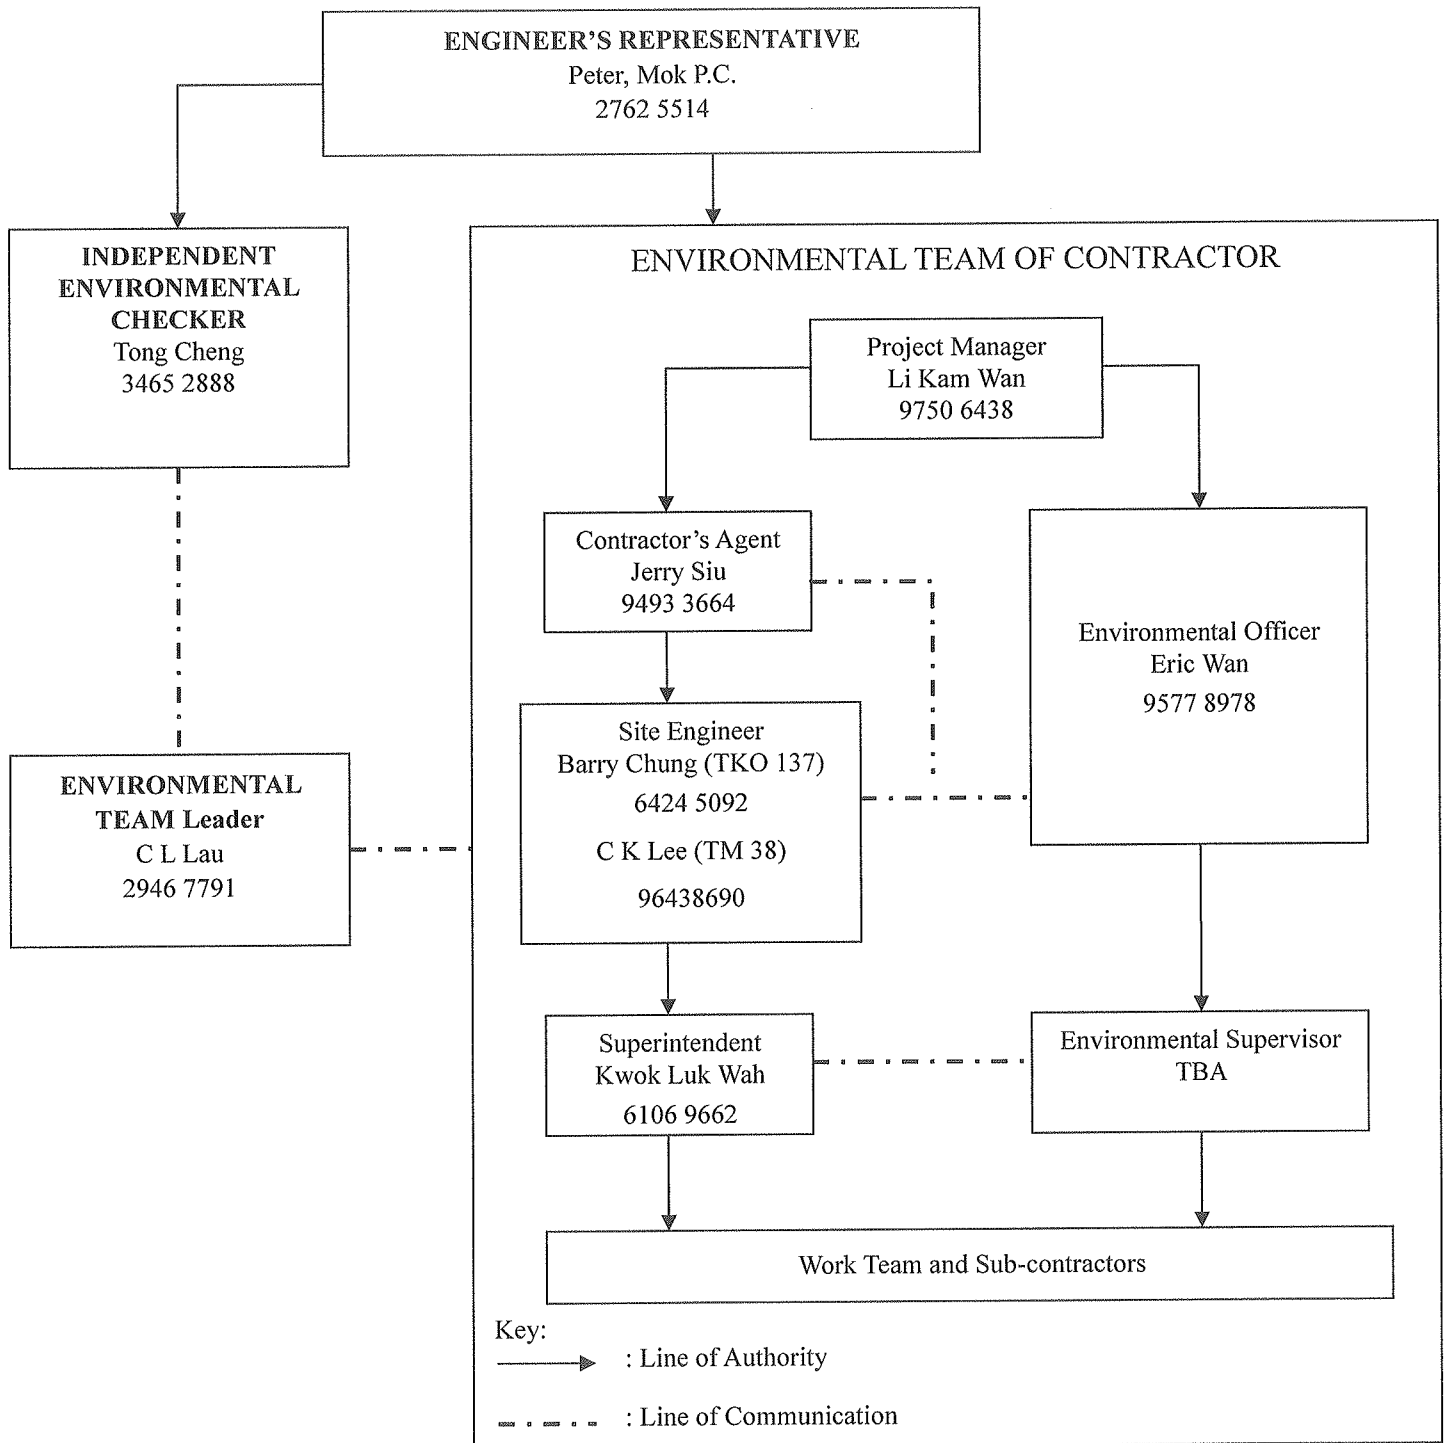 ENGINEER'S REPRESENTATIVE
Peter, Mok P.C.
2762 5514
INDEPENDENT
ENVIRONMENTAL
CHECKER
Tong Cheng
3465 2888
ENVIRONMENTAL
TEAM Leader
C L Lau
2946 7791
ENVIRONMENTAL TEAM OF CONTRACTOR
Project Manager
Li Kam Wan
9750 6438
Contractor's Agent
Jerry Siu
9493 3664
Environmental Officer
Eric Wan
9577 8978
Site Engineer
Barry Chung (TKO 137)
6424 5092
C K Lee (TM 38)
96438690
Superintendent
Kwok Luk Wah
6106 9662
Environmental Supervisor
TBA
Work Team and Sub-contractors
Key:
: Line of Authority
: Line of Communication